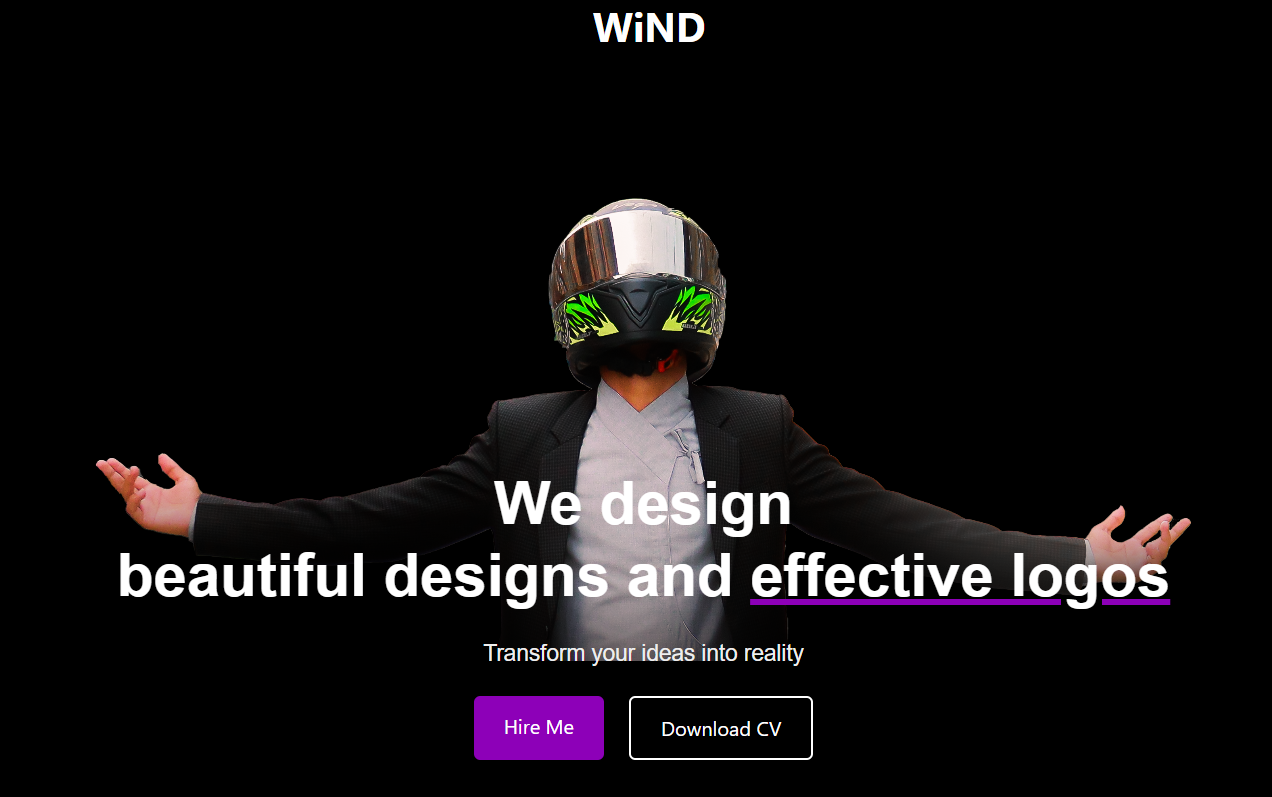 WiND
We design
beautiful designs and effective logos
Transform your ideas into reality
Hire Me
Download CV